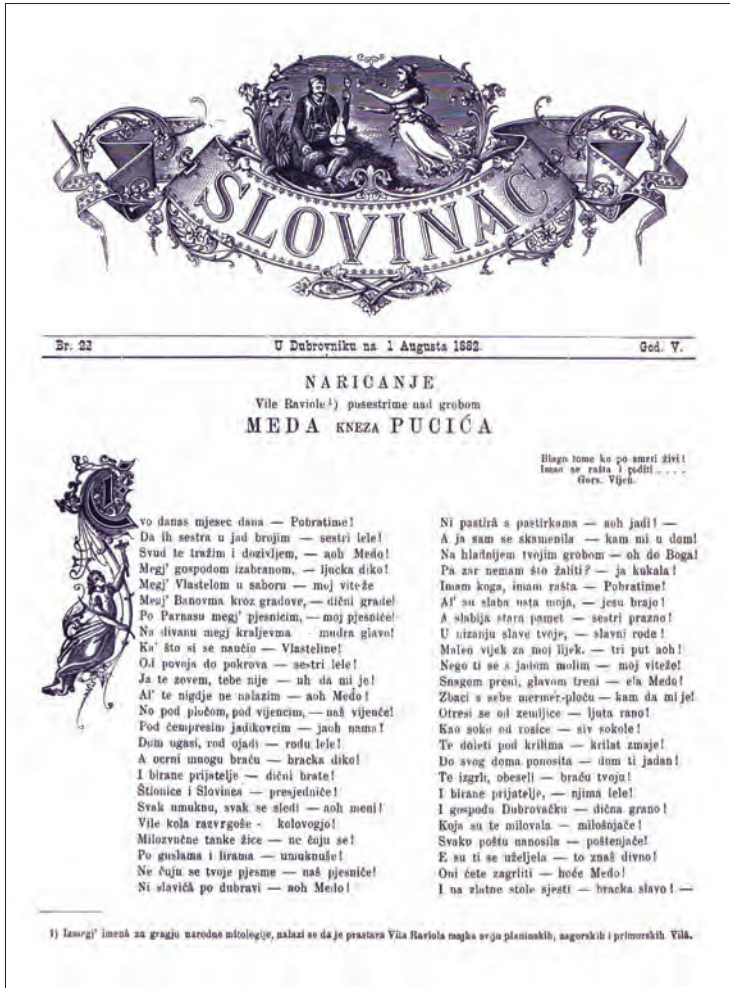 SLOVINAC
Br. 22 U Dubrovniku na 1 Augusta 1882. God. V.
NARICANJE
Vile Raviole ¹) posestrime nad grobom
MEDA KNEZA PUCIĆA
Blago tome ko po smrti živi!
Imao se rašta i roditi . . . .
Gors. Vijen.
Evo danas mjesec dana — Pobratime!
Da ih sestra u jad brojim — sestri lele!
Svud te tražim i dozivljem, — aoh Medo!
Megj' gospodom izabranom, — ljucka diko!
Megj' Vlastelom u saboru — moj viteže
Megj' Banovma kroz gradove, — dični grade!
Po Parnasu megj' pjesnicim, — moj pjesniče!
Na divanu megj kraljevma mudra glavo!
Ka' što si se naučio — Vlasteline!
Od povoja do pokrova — sestri lele!
Ja te zovem, tebe nije — uh da mi je!
Al' te nigdje ne nalazim — aoh Medo!
No pod pločom, pod vijencim, — naš vijenče!
Pod čempresim jadikovcim — jaoh nama!
Dom ugasi, rod ojadi — rodu lele!
A ocrni mnogu braću — bracka diko!
I birane prijatelje — dični brate!
Štionice i Slovinca — presjedniče!
Svak umuknu, svak se sledi — aoh meni!
Vile kola razvrgoše - kolovogjo!
Milozvučne tanke žice — ne čuju se!
Po guslama i lirama — umuknuše!
Ne čuju se tvoje pjesme — naš pjesniče!
Ni slavičâ po dubravi — aoh Medo!
Ni pastirâ s pastirkama — aoh jadi! —
A ja sam se skamenila — kam mi u dom!
Na hladnijem tvojim grobom — oh do Boga!
Pa zar nemam što žaliti? — ja kukala!
Imam koga, imam rašta — Pobratime!
Al' su slaba usta moja, — jesu brajo!
A slabija stara pamet — sestri prazno!
U nizanju slave tvoje, — slavni rode!
Malen vijek za moj lijek. — tri put aoh!
Nego ti se s jadom molim — moj viteže!
Snagom preni, glavom treni — ela Medo!
Zbaci s sebe mermer-ploču — kam da mi je!
Otresi se od zemljice — ljuta rano!
Kao soko od rosice — siv sokole!
Te doleti pod krilima — krilat zmaje!
Do svog doma ponosita — dom ti jadan!
Te izgrli, obeseli — braću tvoju!
I birane prijatelje, — njima lele!
I gospodu Dubrovačku — dična grano!
Koja su te milovala — milošnjače!
Svaku poštu nanosila — poštenjače!
E su ti se uželjela — to znaš divno!
Oni ćete zagrliti — hoće Medo!
I na zlatne stole sjesti — bracka slavo! —
1) Izmegj' imenâ za gragju narodne mitologije, nalazi se da je prastara Vila Raviola majka sviju planinskih, zagorskih i primorskih Vilâ.